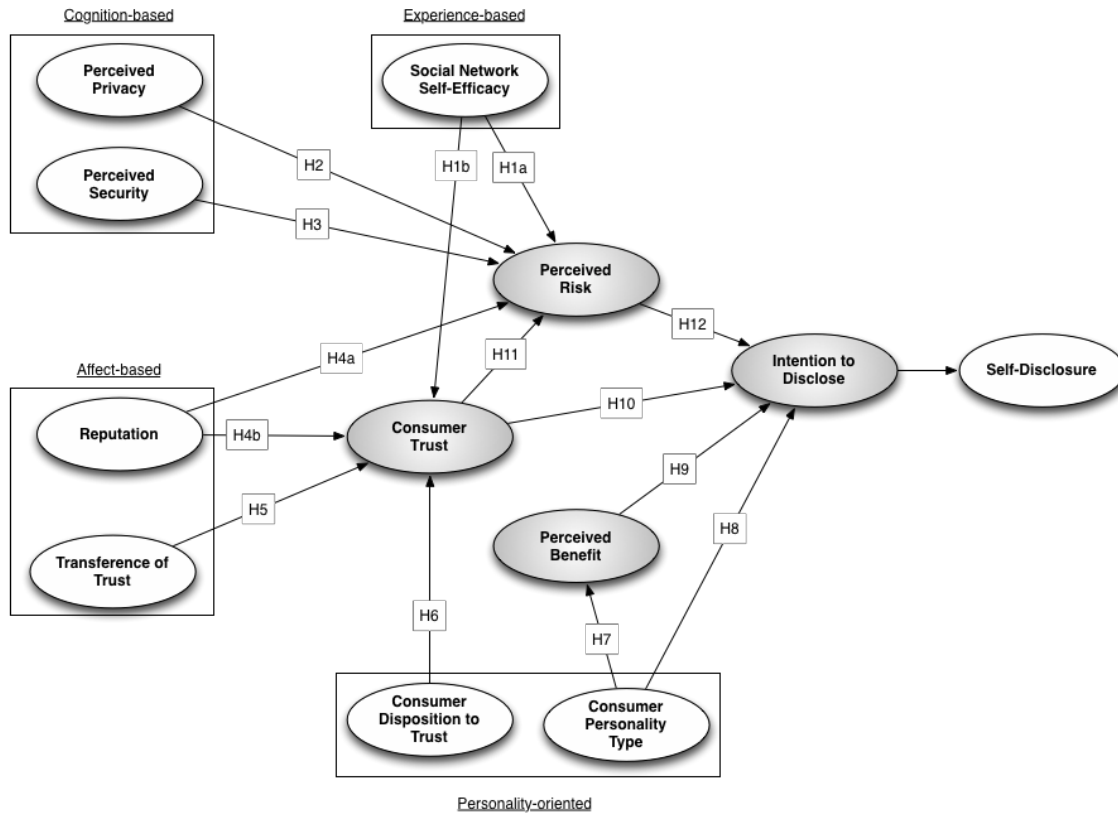 Cognition-based
Experience-based
Perceived
Privacy
Social Network
Self-Efficacy
H2
H1b
H1a
Perceived
Security
H3
Perceived
Risk
H12
H4a
H11
Intention to
Disclose
Self-Disclosure
Affect-based
H10
Reputation
H4b
Consumer
Trust
H9
H5
H8
Perceived
Benefit
Transference of
Trust
H6
H7
Consumer
Disposition to
Trust
Consumer
Personality
Type
Personality-oriented